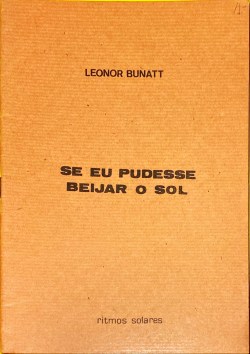 LEONOR BUNATT
SE EU PUDESSE
BEIJAR O SOL
ritmos solares